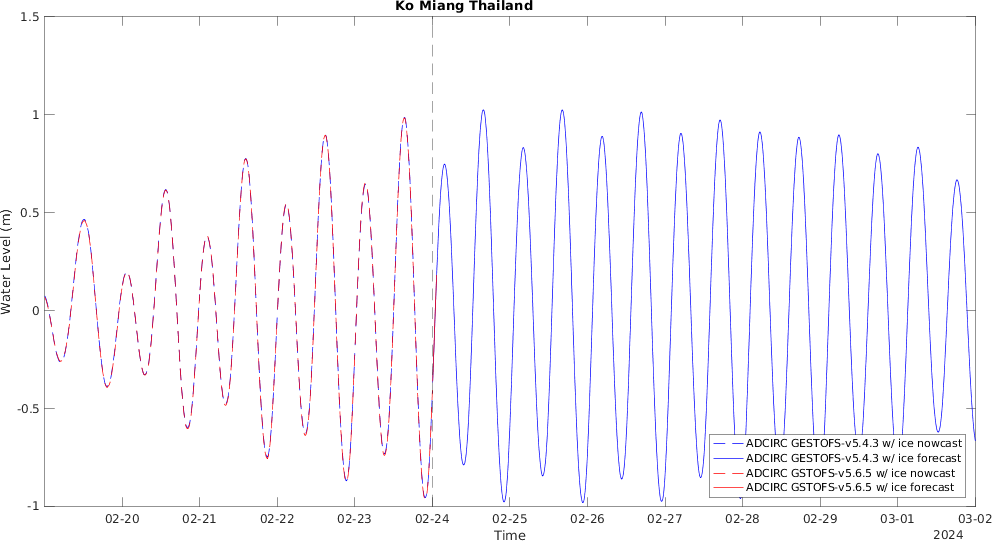 Ko Miang Thailand
1.5
1
0.5
0
-0.5
-1
Water Level (m)
ADCIRC GESTOFS-v5.4.3 w/ ice nowcast
ADCIRC GESTOFS-v5.4.3 w/ ice forecast
ADCIRC GSTOFS-v5.6.5 w/ ice nowcast
ADCIRC GSTOFS-v5.6.5 w/ ice forecast
02-20 02-21 02-22 02-23 02-24 02-25 02-26 02-27 02-28 02-29 03-01 03-02
Time
2024